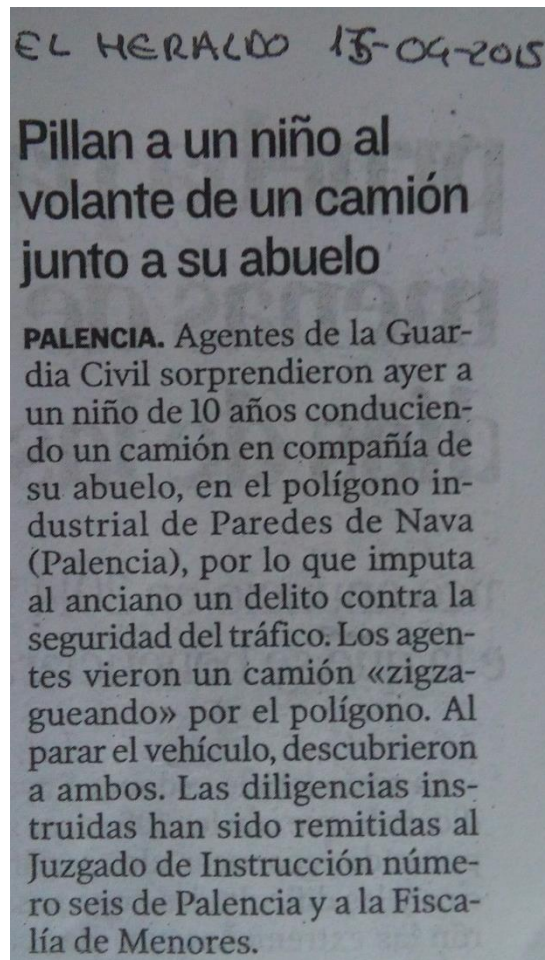 EL HERALDO 15-04-2015
Pillan a un niño al
volante de un camión
junto a su abuelo
PALENCIA. Agentes de la Guar-
dia Civil sorprendieron ayer a
un niño de 10 años conducien-
do un camión en compañía de
su abuelo, en el polígono in-
dustrial de Paredes de Nava
(Palencia), por lo que imputa
al anciano un delito contra la
seguridad del tráfico. Los agen-
tes vieron un camión «zigza-
gueando» por el polígono. Al
parar el vehículo, descubrieron
a ambos. Las diligencias ins-
truidas han sido remitidas al
Juzgado de Instrucción núme-
ro seis de Palencia y a la Fisca-
lía de Menores.